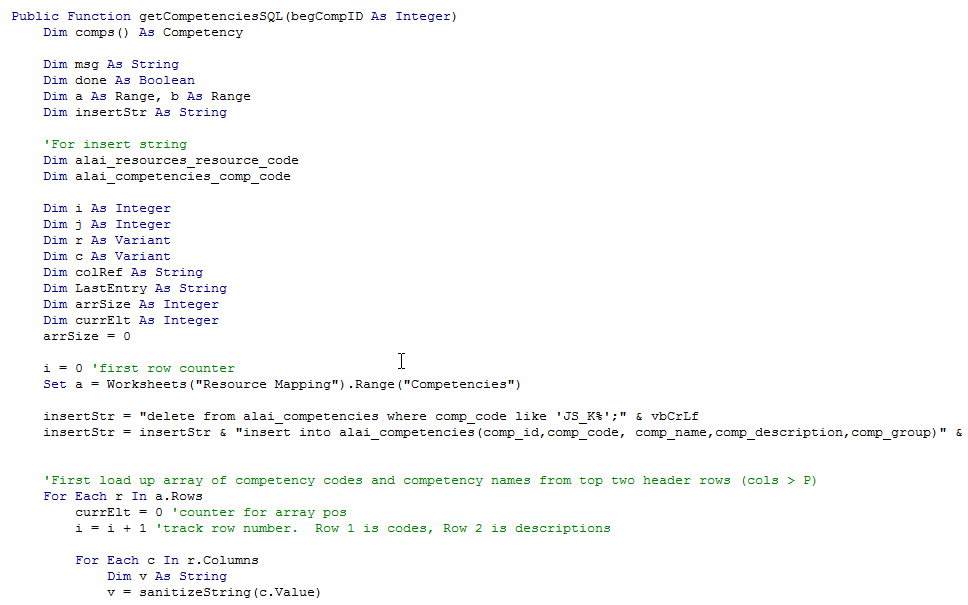 Public Function getCompetenciesSQL(begCompID As Integer)
Dim comps() As Competency
Dim msg As String
Dim done As Boolean
Dim a As Range, b As Range
Dim insertStr As String
'For insert string
Dim alai_resources_resource_code
Dim alai_competencies_comp_code
Dim i As Integer
Dim j As Integer
Dim r As Variant
Dim c As Variant
Dim colRef As String
Dim LastEntry As String
Dim arrSize As Integer
Dim currElt As Integer
arrSize = 0
i = 0 'first row counter
Set a = Worksheets("Resource Mapping").Range("Competencies")
insertStr = "delete from alai_competencies where comp_code like 'JS_K%';" & vbCrLf
insertStr = insertStr & "insert into alai_competencies(comp_id,comp_code, comp_name,comp_description,comp_group)" &
'First load up array of competency codes and competency names from top two header rows (cols > P)
For Each r In a.Rows
currElt = 0 'counter for array pos
i = i + 1 'track row number.  Row 1 is codes, Row 2 is descriptions
For Each c In r.Columns
Dim v As String
v = sanitizeString(c.Value)